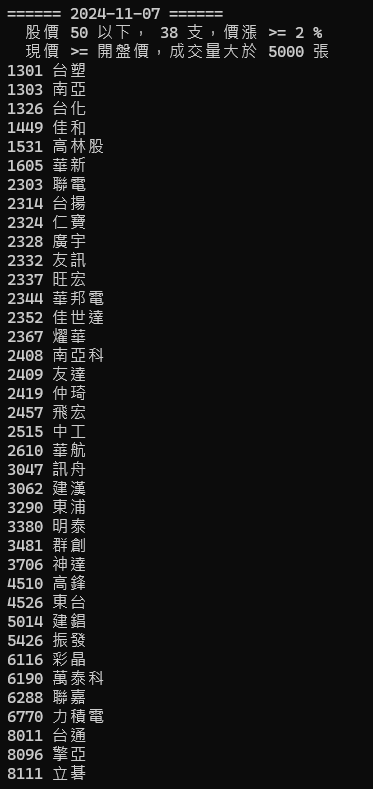 ====== 2024-11-07 ======
股價 50 以下， 38 支，價漲 >= 2 %
現價 >= 開盤價，成交量大於 5000 張
1301 台塑
1303 南亞
1326 台化
1449 佳和
1531 高林股
1605 華新
2303 聯電
2314 台揚
2324 仁寶
2328 廣宇
2332 友訊
2337 旺宏
2344 華邦電
2352 佳世達
2367 燿華
2408 南亞科
2409 友達
2419 仲琦
2457 飛宏
2515 中工
2610 華航
3047 訊舟
3062 建漢
3290 東浦
3380 明泰
3481 群創
3706 神達
4510 高鋒
4526 東台
5014 建錩
5426 振發
6116 彩晶
6190 萬泰科
6288 聯嘉
6770 力積電
8011 台通
8096 擎亞
8111 立碁